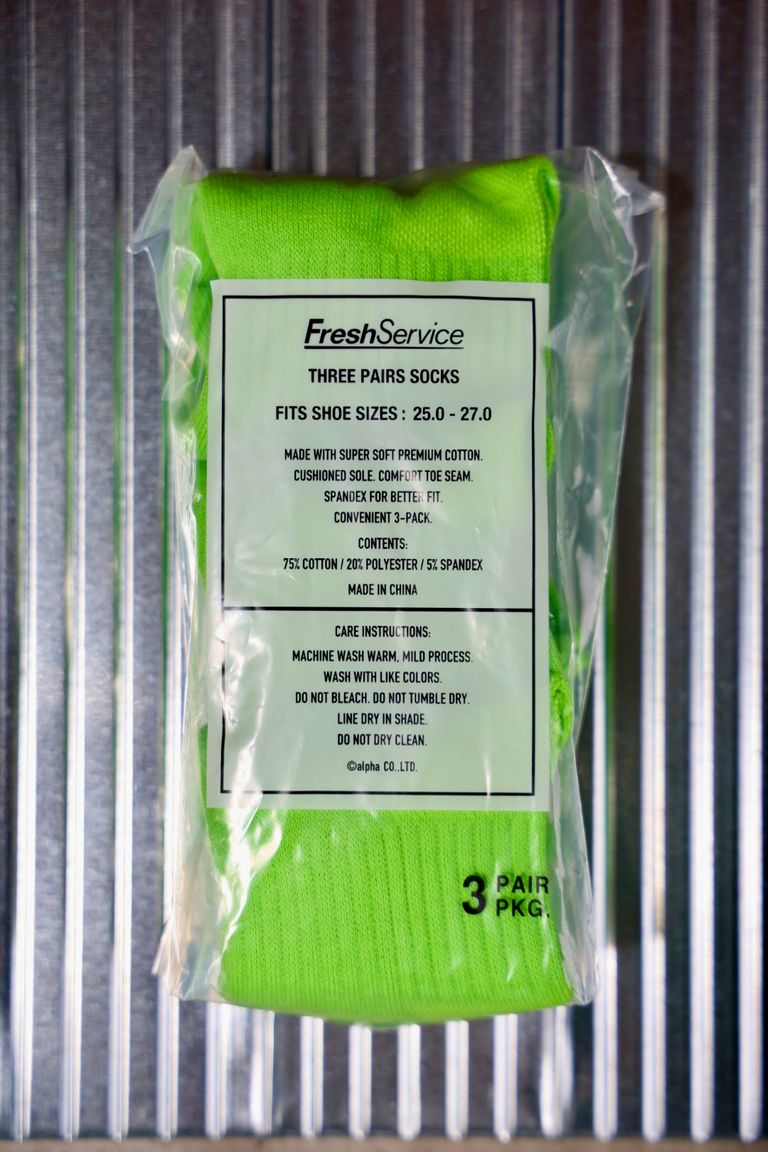 FreshService
THREE PAIRS SOCKS
FITS SHOE SIZES : 25.0 - 27.0
MADE WITH SUPER SOFT PREMIUM COTTON.
CUSHIONED SOLE. COMFORT TOE SEAM.
SPANDEX FOR BETTER FIT.
CONVENIENT 3-PACK.
CONTENTS:
75% COTTON / 20% POLYESTER / 5% SPANDEX
MADE IN CHINA
CARE INSTRUCTIONS:
MACHINE WASH WARM, MILD PROCESS.
WASH WITH LIKE COLORS.
DO NOT BLEACH. DO NOT TUMBLE DRY.
LINE DRY IN SHADE.
DO NOT DRY CLEAN.
©alpha CO.,LTD.
3 PAIR
PKG.